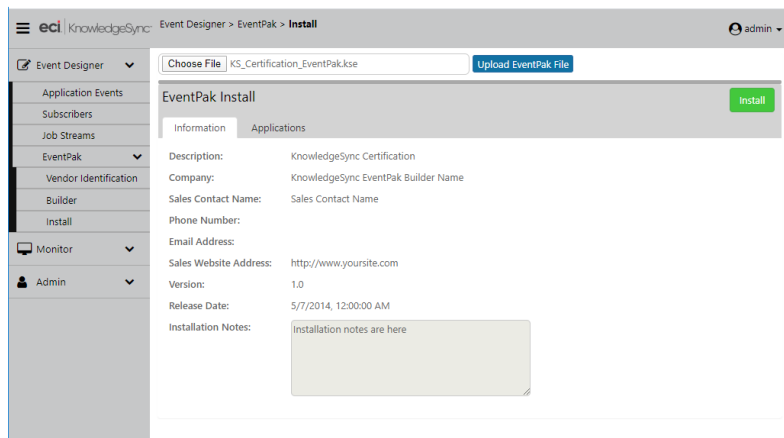 eci KnowledgeSync
Event Designer > EventPak > Install
admin
Event Designer
Application Events
Subscribers
Job Streams
EventPak
Vendor Identification
Builder
Install
Monitor
Admin
Choose File KS_Certification_EventPak.kse
Upload EventPak File
EventPak Install
Install
Information Applications
Description: KnowledgeSync Certification
Company: KnowledgeSync EventPak Builder Name
Sales Contact Name: Sales Contact Name
Phone Number:
Email Address:
Sales Website Address: http://www.yoursite.com
Version: 1.0
Release Date: 5/7/2014, 12:00:00 AM
Installation Notes: Installation notes are here